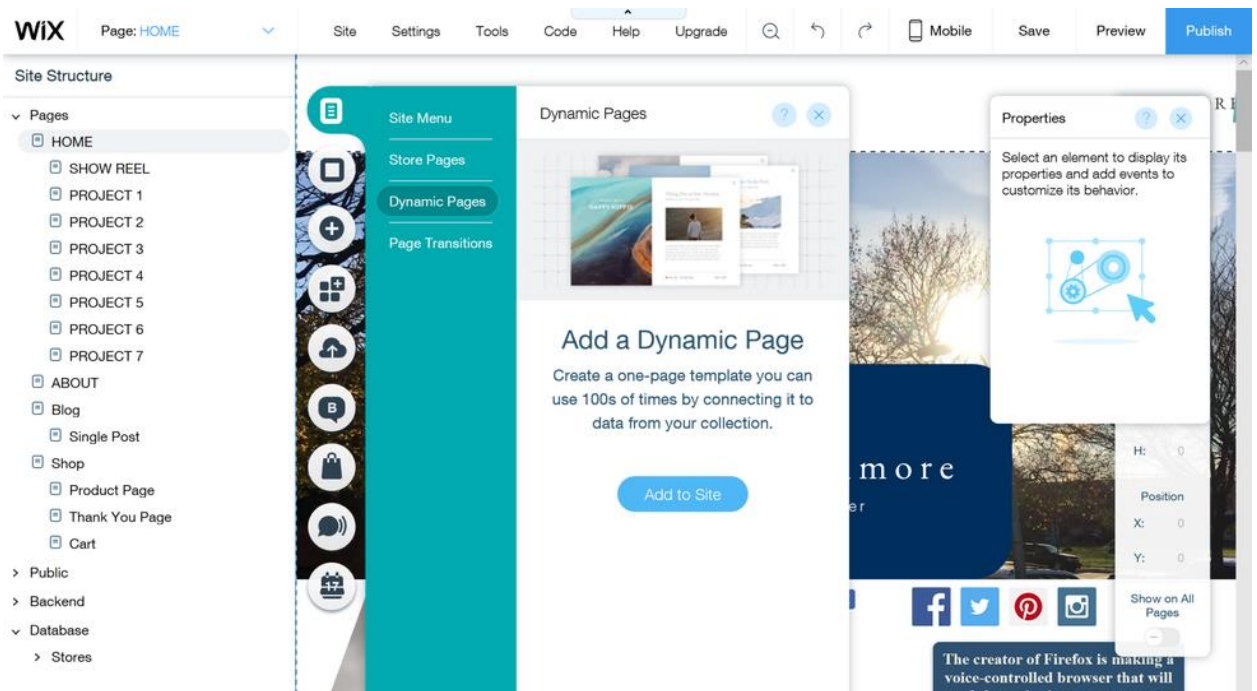 WiX
Page: HOME
Site
Settings
Tools
Code
Help
Upgrade
Mobile
Save
Preview
Publish
Site Structure
Pages
HOME
SHOW REEL
PROJECT 1
PROJECT 2
PROJECT 3
PROJECT 4
PROJECT 5
PROJECT 6
PROJECT 7
ABOUT
Blog
Single Post
Shop
Product Page
Thank You Page
Cart
Public
Backend
Database
Stores
B
17
Site Menu
Store Pages
Dynamic Pages
Page Transitions
Dynamic Pages
?
Add a Dynamic Page
Create a one-page template you can
use 100s of times by connecting it to
data from your collection.
Add to Site
Properties
?
Select an element to display its
properties and add events to
customize its behavior.
H: 0
Position
X: 0
Y: 0
Show on All
Pages
more
er
The creator of Firefox is making a
voice-controlled browser that will